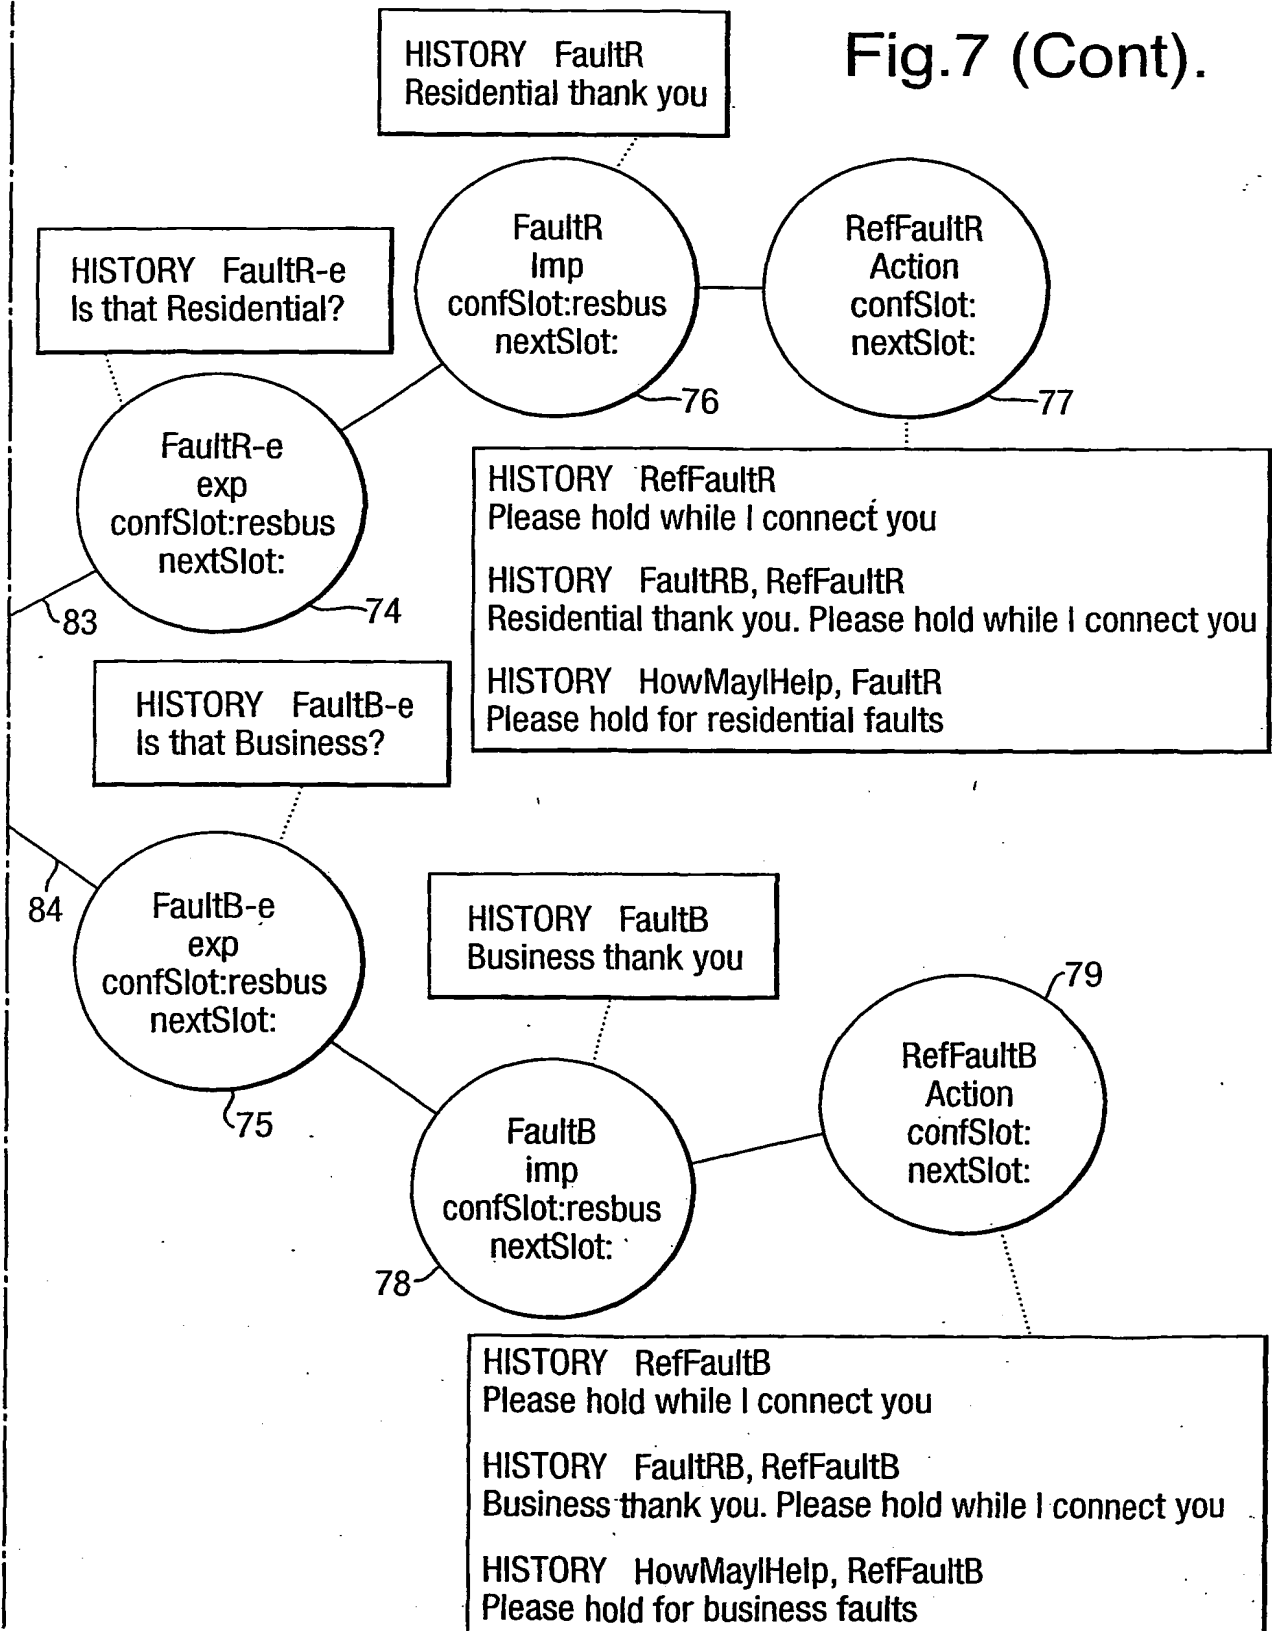 Fig.7 (Cont).
HISTORY FaultR
Residential thank you
FaultR
Imp
confSlot:resbus
nextSlot:
76
RefFaultR
Action
confSlot:
nextSlot:
77
HISTORY FaultR-e
Is that Residential?
FaultR-e
exp
confSlot:resbus
nextSlot:
74
83
HISTORY RefFaultR
Please hold while I connect you
HISTORY FaultRB, RefFaultR
Residential thank you. Please hold while I connect you
HISTORY HowMayIHelp, FaultR
Please hold for residential faults
HISTORY FaultB-e
Is that Business?
84
FaultB-e
exp
confSlot:resbus
nextSlot:
75
HISTORY FaultB
Business thank you
FaultB
imp
confSlot:resbus
nextSlot:
78
79
RefFaultB
Action
confSlot:
nextSlot:
HISTORY RefFaultB
Please hold while I connect you
HISTORY FaultRB, RefFaultB
Business thank you. Please hold while I connect you
HISTORY HowMayIHelp, RefFaultB
Please hold for business faults